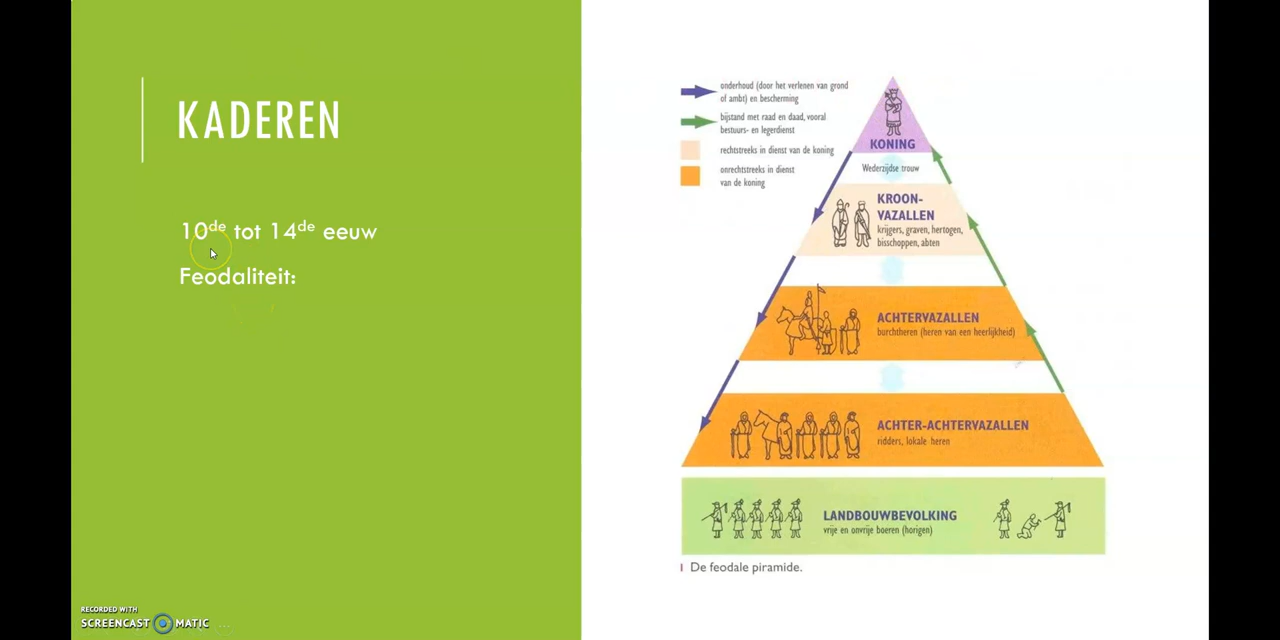 KADEREN
10de tot 14de eeuw
Feodaliteit:
onderhoud (door het verlenen van grond
of ambt) en bescherming
bijstand met raad en daad, vooral
bestuurs- en legerdienst
rechtstreeks in dienst van de koning
onrechtstreeks in dienst
van de koning
KONING
Wederzijdse trouw
KROON-
VAZALLEN
krijgers, graven, hertogen,
bisschoppen, abten
ACHTERVAZALLEN
burchtheren (heren van een heerlijkheid)
ACHTER-ACHTERVAZALLEN
ridders, lokale heren
LANDBOUWBEVOLKING
vrije en onvrije boeren (horigen)
1 De feodale piramide.
RECORDED WITH
SCREENCAST MATIC